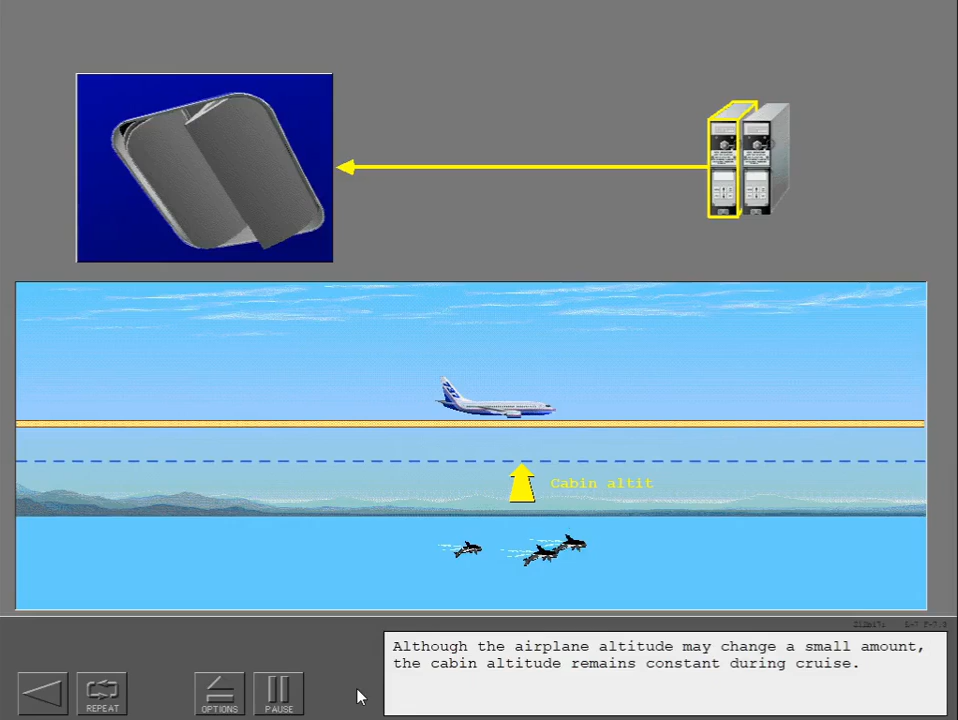 Cabin altit
Although the airplane altitude may change a small amount,
the cabin altitude remains constant during cruise.
REPEAT
OPTIONS
PAUSE